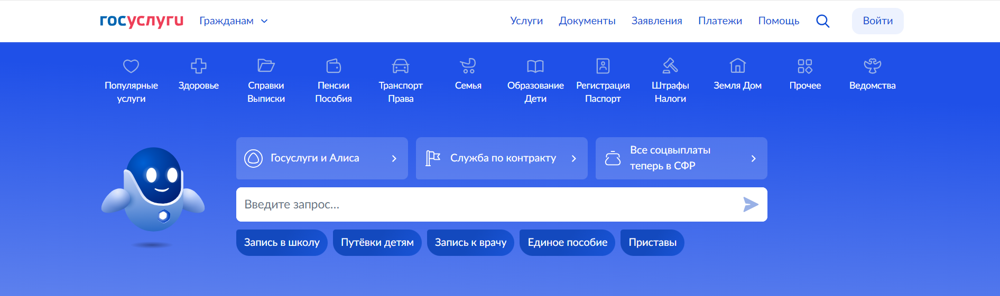 госуслуги
Гражданам
Услуги
Документы
Заявления
Платежи
Помощь
Войти
Популярные
услуги
Здоровье
Справки
Выписки
Пенсии
Пособия
Транспорт
Права
Семья
Образование
Дети
Регистрация
Паспорт
Штрафы
Налоги
Земля Дом
Прочее
Ведомства
Госуслуги и Алиса
Служба по контракту
Все соцвыплаты
теперь в СФР
Введите запрос...
Запись в школу
Путёвки детям
Запись к врачу
Единое пособие
Приставы